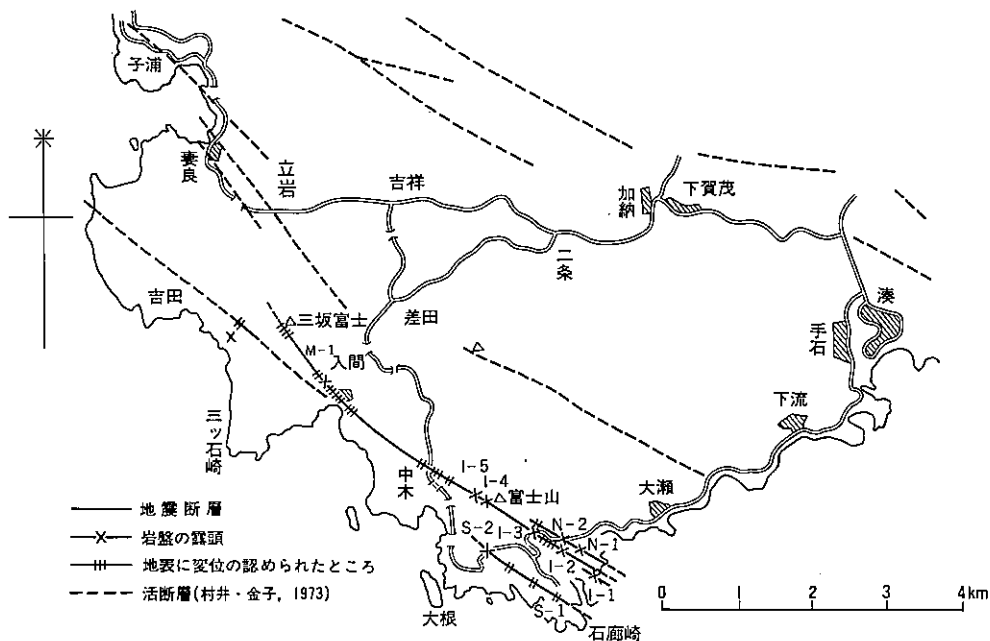 子浦
妻良
立岩
吉祥
加納
下賀茂
二条
差田
吉田
三坂富士
M-1
入間
湊
手石
下流
三ッ石崎
中木
I-5
I-4
富士山
大瀬
S-2
I-3
N-2
N-1
I-2
I-1
S-1
大根
石廊崎
地震断層
岩盤の露頭
地表に変位の認められたところ
活断層(村井・金子, 1973)
0 1 2 3 4km